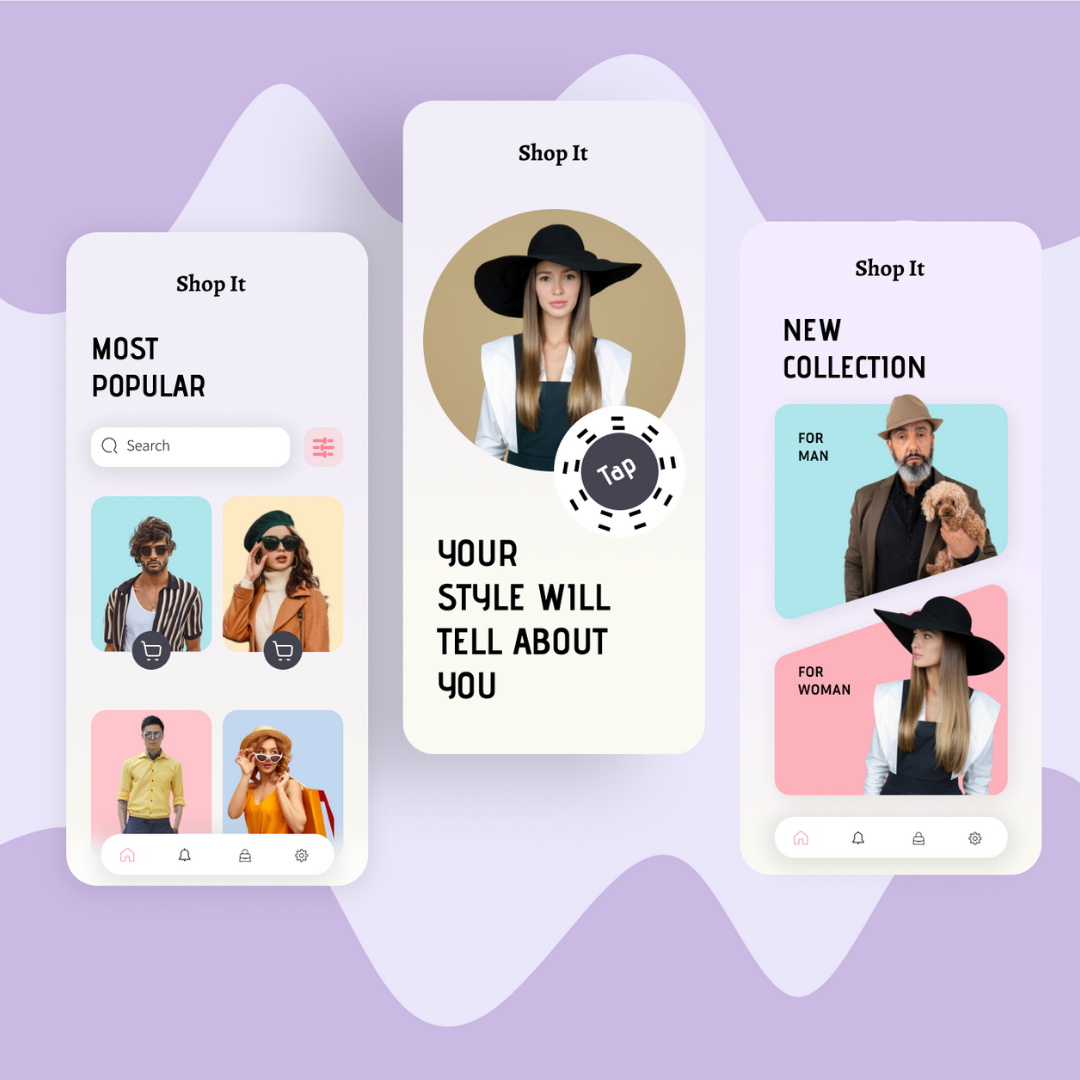 Shop It
MOST
POPULAR
Search
Shop It
Tap
YOUR
STYLE WILL
TELL ABOUT
YOU
Shop It
NEW
COLLECTION
FOR
MAN
FOR
WOMAN